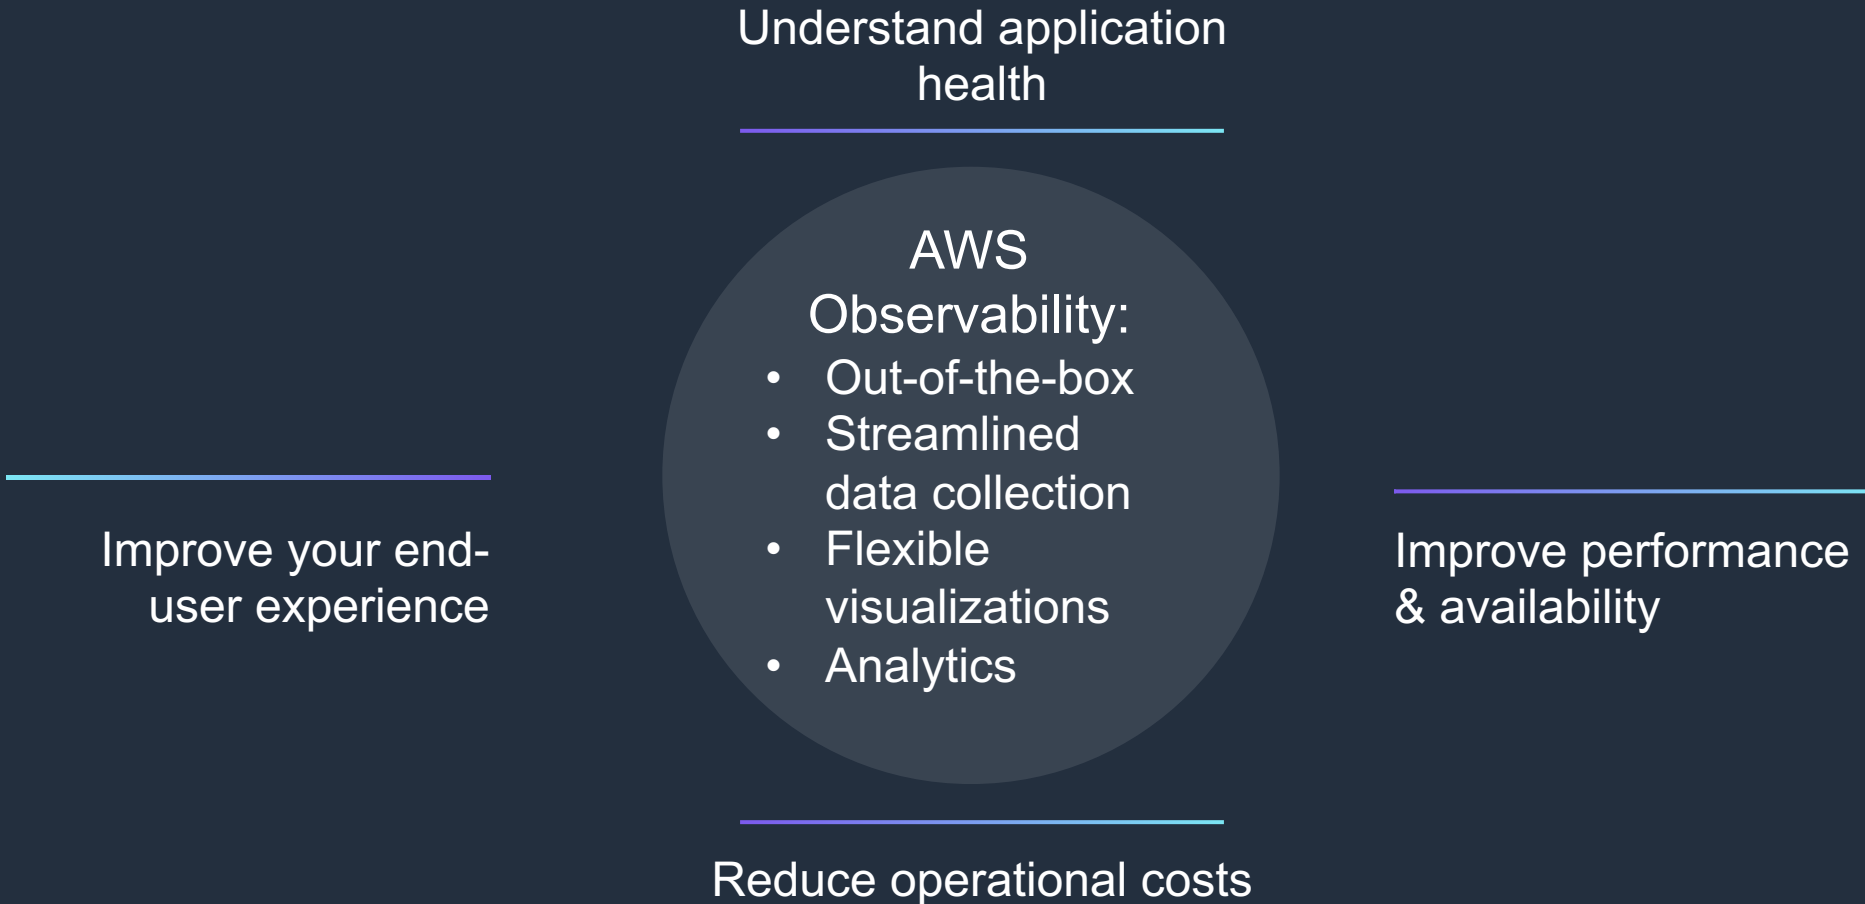 Understand application
health
AWS
Observability:
• Out-of-the-box
• Streamlined
data collection
• Flexible
visualizations
• Analytics
Improve your end-
user experience
Improve performance
& availability
Reduce operational costs